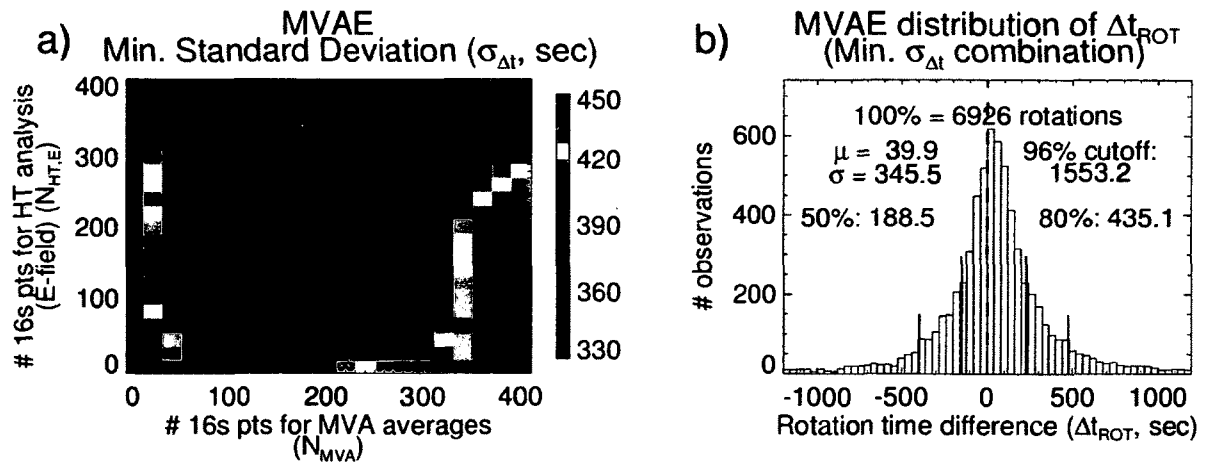 a)
MVAE
Min. Standard Deviation (σΔt, sec)
400
300
200
100
0
# 16s pts for HT analysis
(E-field) (NHT,E)
0 100 200 300 400
# 16s pts for MVA averages
(NMVA)
450
420
390
360
330
b)
MVAE distribution of ΔtROT
(Min. σΔt combination)
100% = 6926 rotations
μ = 39.9
σ = 345.5
96% cutoff:
1553.2
50%: 188.5
80%: 435.1
# observations
600
400
200
0
-1000 -500 0 500 1000
Rotation time difference (ΔtROT, sec)